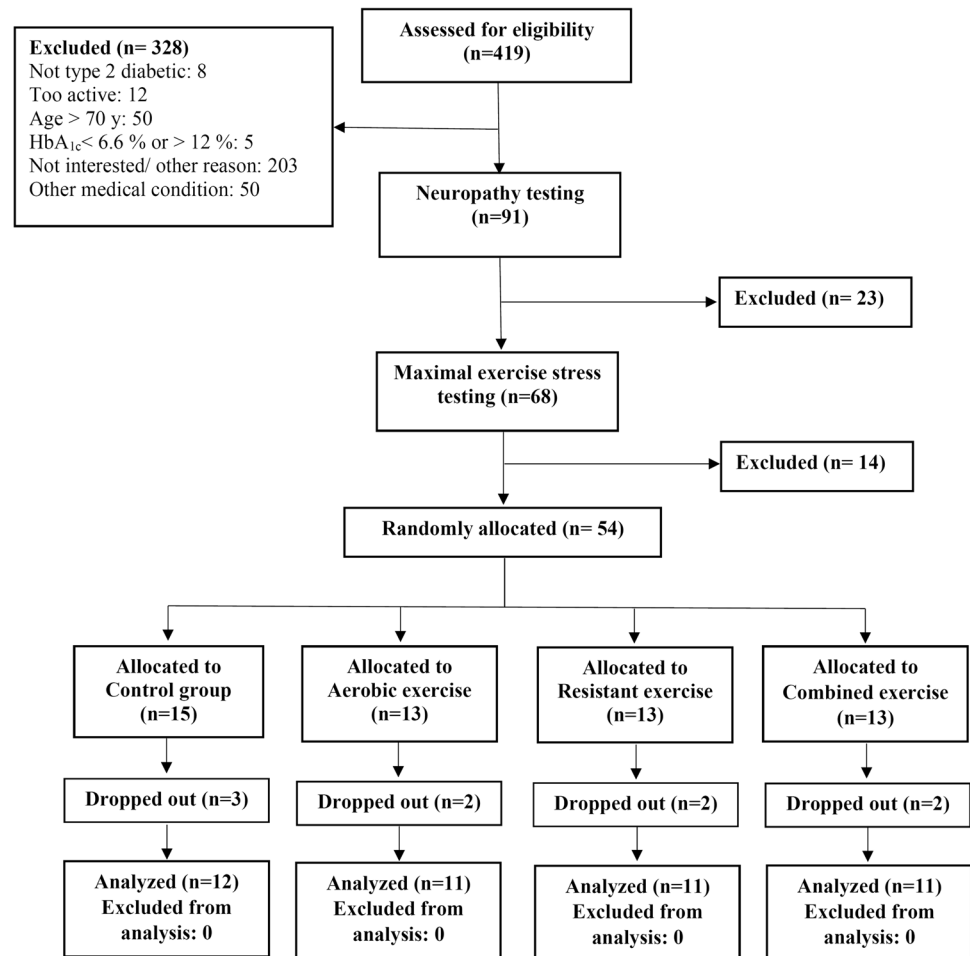 Assessed for eligibility
(n=419)
Excluded (n= 328)
Not type 2 diabetic: 8
Too active: 12
Age > 70 y: 50
HbA1c< 6.6 % or > 12 %: 5
Not interested/ other reason: 203
Other medical condition: 50
Neuropathy testing
(n=91)
Excluded (n= 23)
Maximal exercise stress
testing (n=68)
Excluded (n= 14)
Randomly allocated (n= 54)
Allocated to
Control group
(n=15)
Allocated to
Aerobic exercise
(n=13)
Allocated to
Resistant exercise
(n=13)
Allocated to
Combined exercise
(n=13)
Dropped out (n=3)
Dropped out (n=2)
Dropped out (n=2)
Dropped out (n=2)
Analyzed (n=12)
Excluded from
analysis: 0
Analyzed (n=11)
Excluded from
analysis: 0
Analyzed (n=11)
Excluded from
analysis: 0
Analyzed (n=11)
Excluded from
analysis: 0